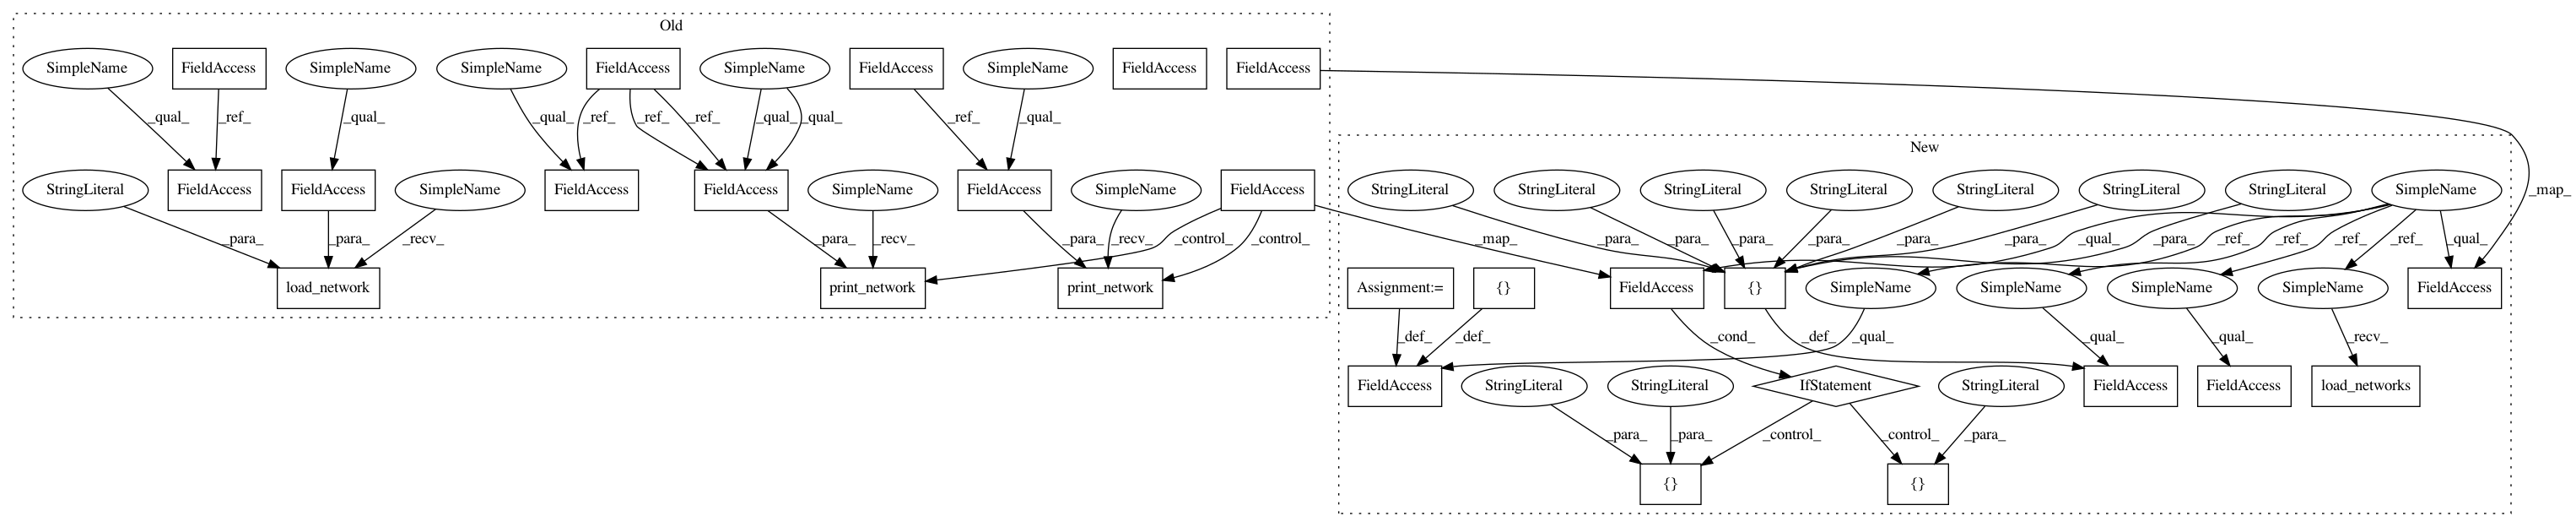 Old
SimpleName
FieldAccess
SimpleName
SimpleName
FieldAccess
SimpleName
FieldAccess
SimpleName
FieldAccess
FieldAccess
_qual_
_ref_
_qual_
_qual_
_ref_
_ref_
_ref_
_qual_
_qual_
_ref_
_qual_
New
StringLiteral
FieldAccess
FieldAccess
SimpleName
FieldAccess
FieldAccess
SimpleName
FieldAccess
SimpleName
FieldAccess
StringLiteral
StringLiteral
StringLiteral
StringLiteral
StringLiteral
StringLiteral
StringLiteral
SimpleName
_map_
_para_
_para_
_recv_
_para_
_recv_
_control_
_para_
_recv_
_control_
_map_
_para_
_para_
_para_
_para_
_para_
_para_
_qual_
_para_
_ref_
_ref_
_ref_
_ref_
_qual_
load_network
print_network
print_network
Assignment:=
{}
FieldAccess
{}
SimpleName
SimpleName
SimpleName
SimpleName
FieldAccess
_def_
_def_
_cond_
_def_
_qual_
_qual_
_qual_
_recv_
FieldAccess
StringLiteral
StringLiteral
IfStatement
StringLiteral
FieldAccess
FieldAccess
load_networks
_para_
_para_
_control_
_control_
_para_
{}
{}